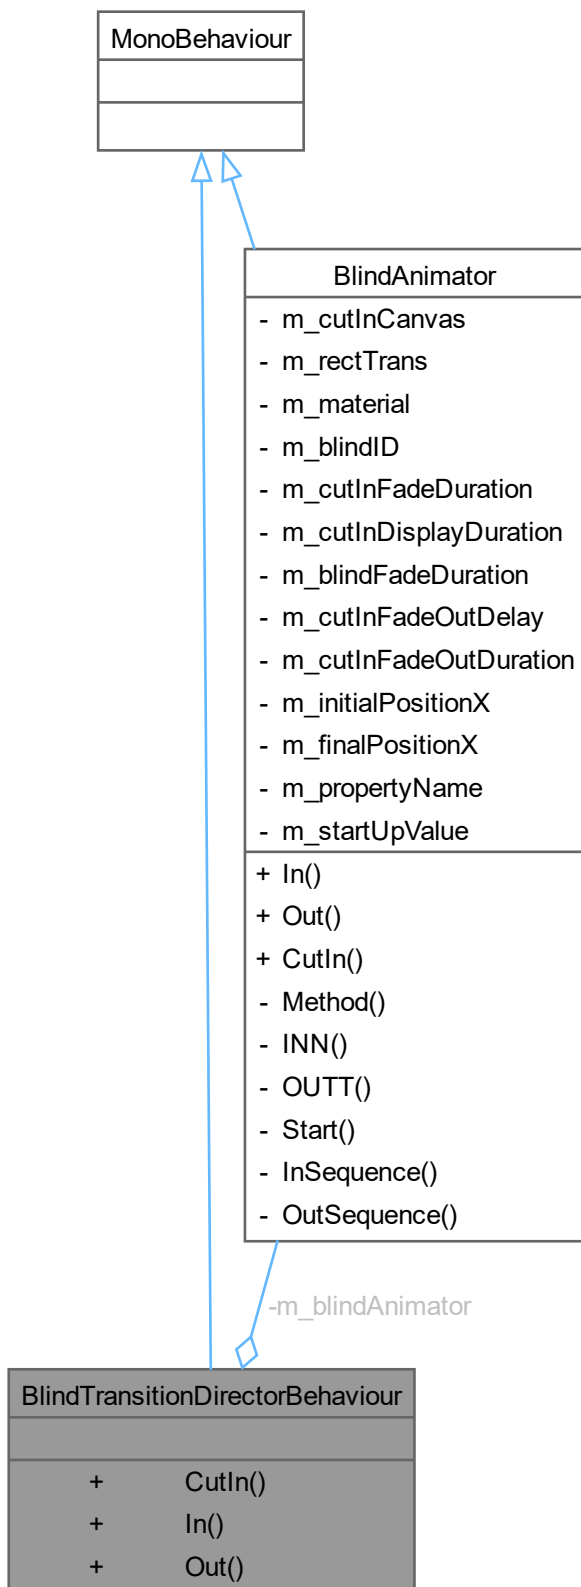 MonoBehaviour
BlindAnimator
- m_cutInCanvas
- m_rectTrans
- m_material
- m_blindID
- m_cutInFadeDuration
- m_cutInDisplayDuration
- m_blindFadeDuration
- m_cutInFadeOutDelay
- m_cutInFadeOutDuration
- m_initialPositionX
- m_finalPositionX
- m_propertyName
- m_startUpValue
+ In()
+ Out()
+ CutIn()
- Method()
- INN()
- OUTT()
- Start()
- InSequence()
- OutSequence()
-m_blindAnimator
BlindTransitionDirectorBehaviour
+ CutIn()
+ In()
+ Out()